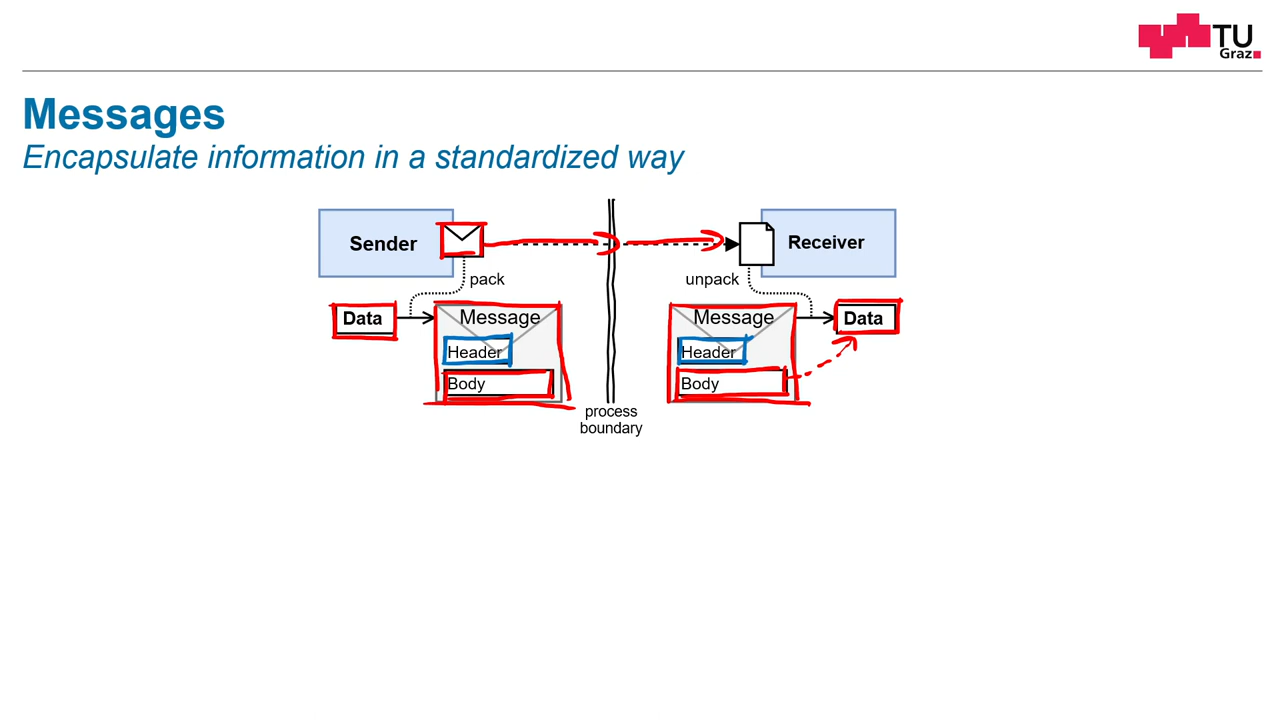 TU
Graz
Messages
Encapsulate information in a standardized way
Sender
Receiver
pack
unpack
Data
Message
Message
Data
Header
Header
Body
Body
process
boundary